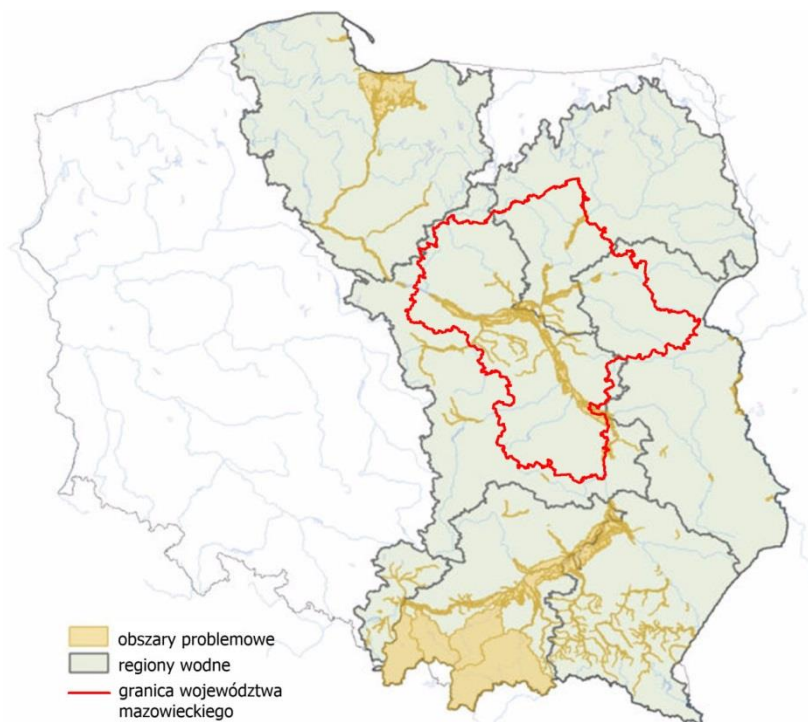 obszary problemowe
regiony wodne
granica województwa
mazowieckiego